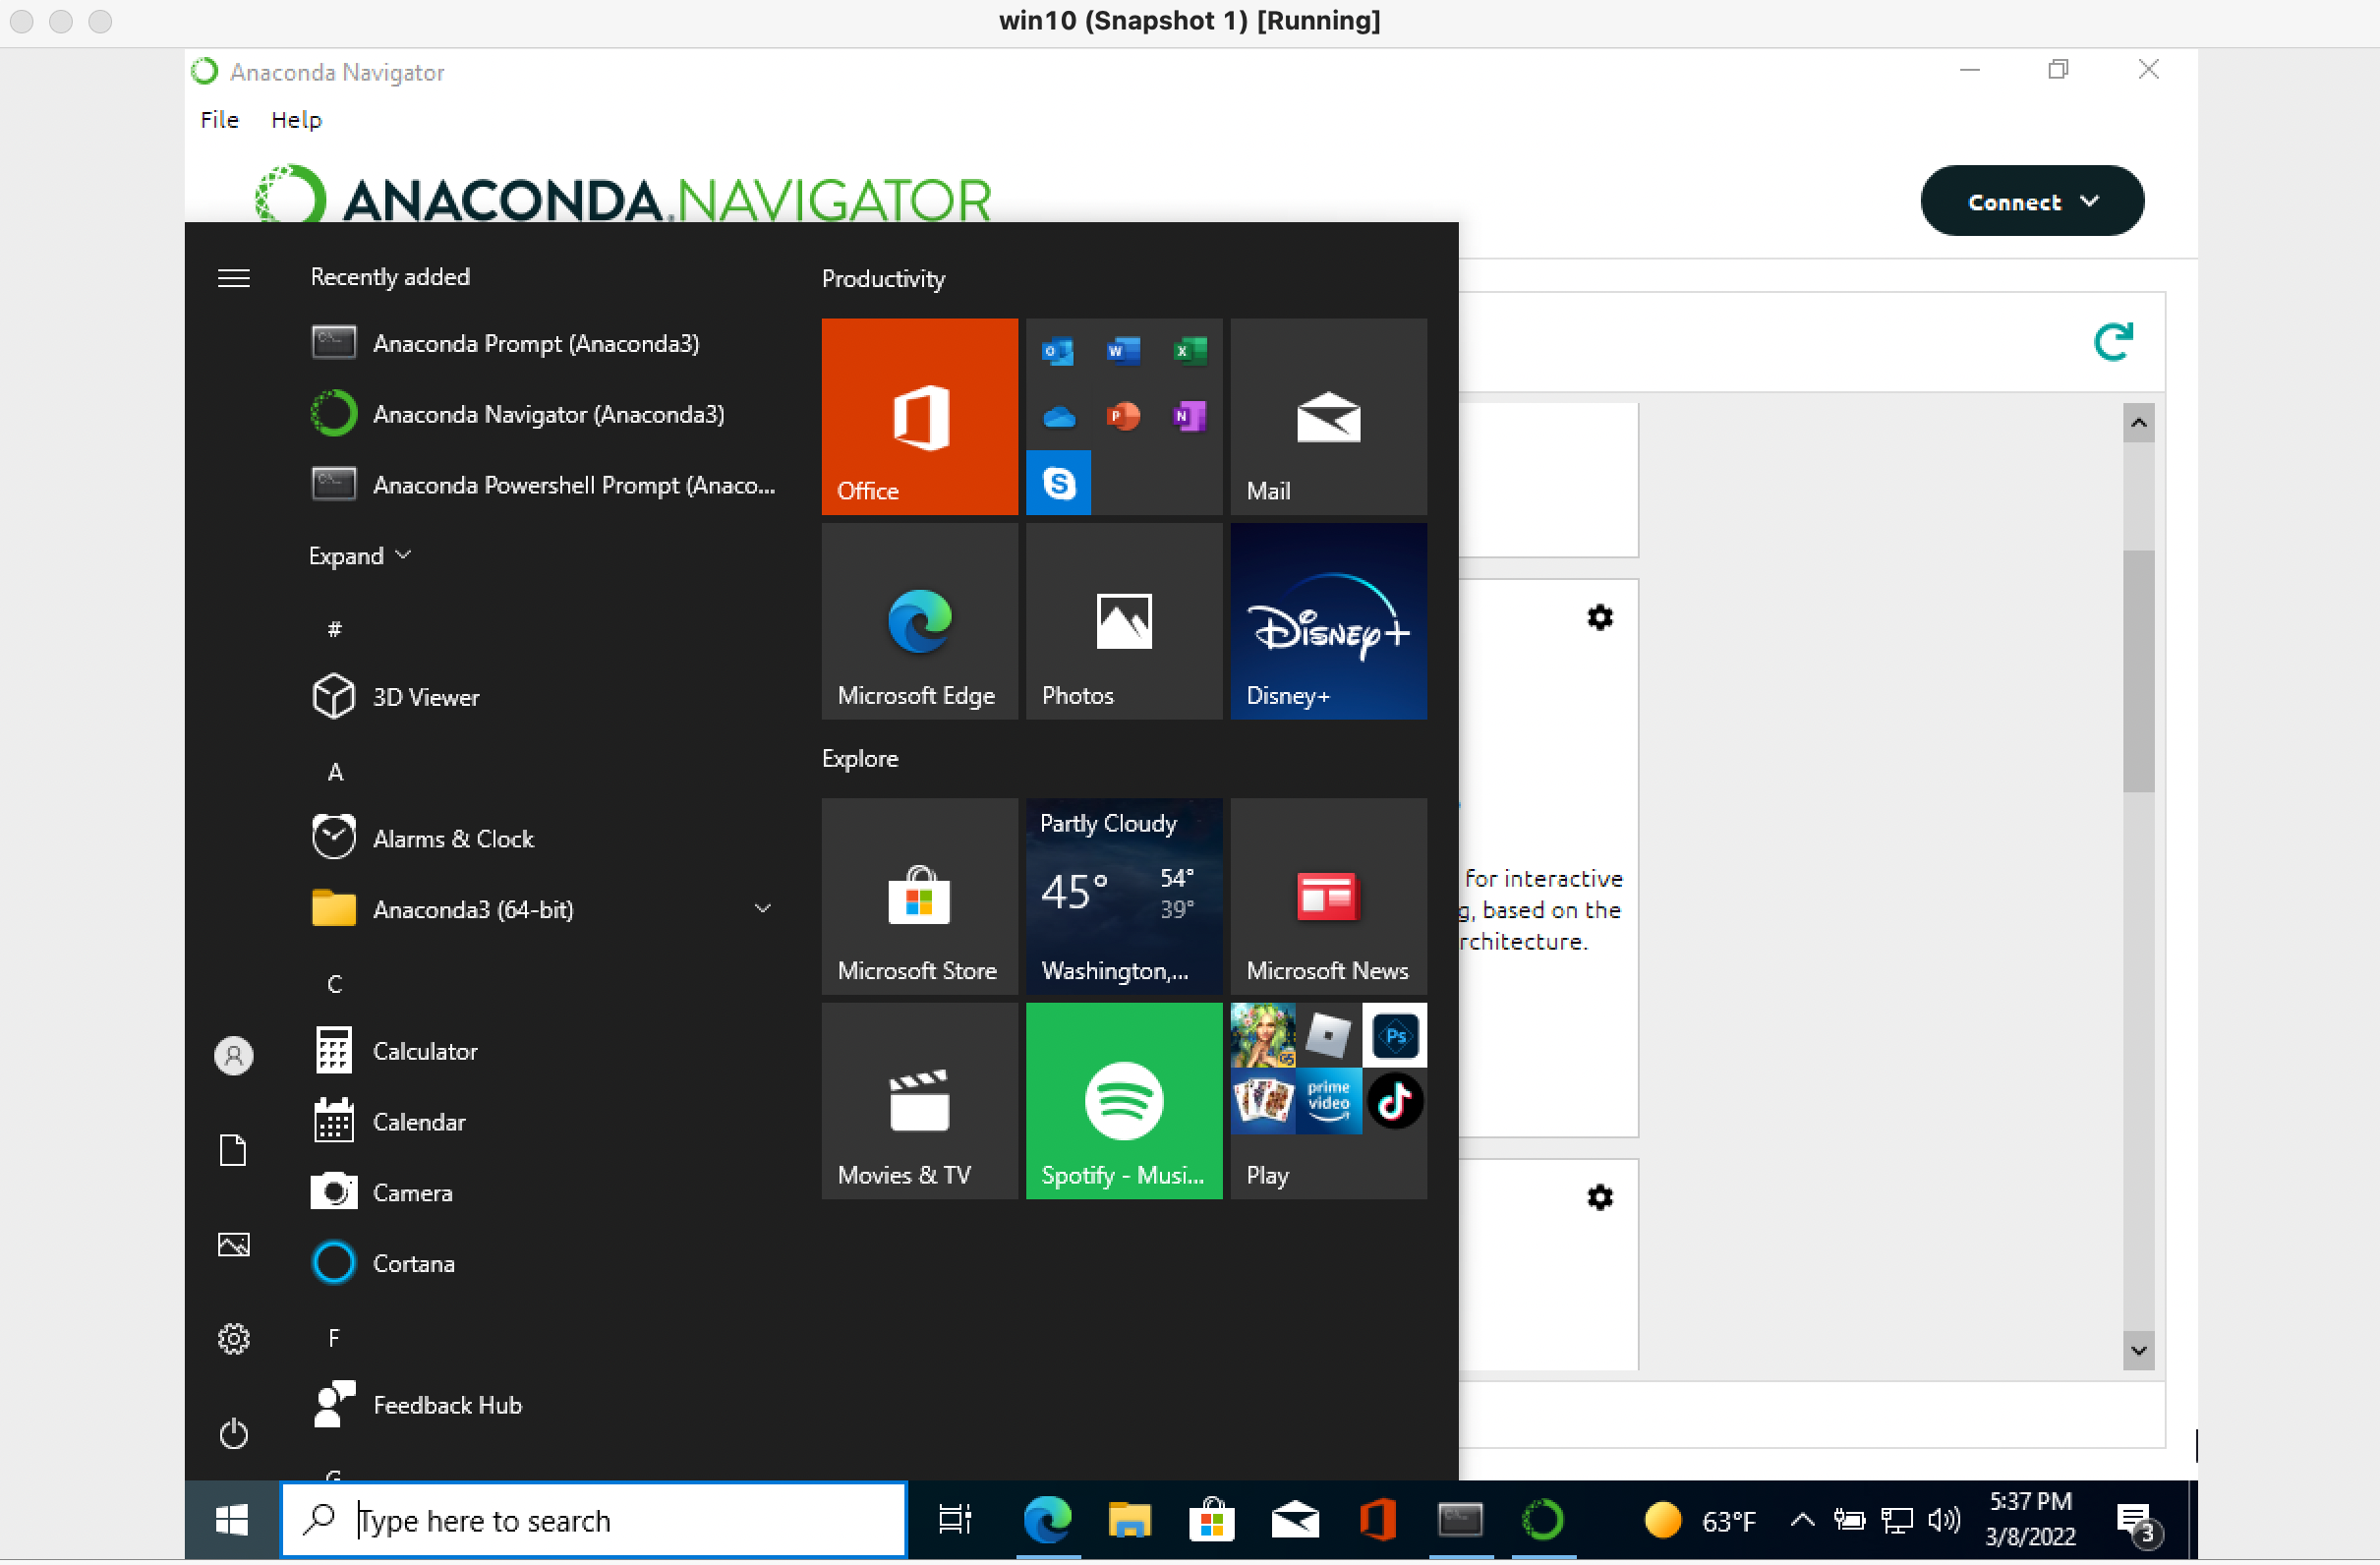 win10 (Snapshot 1) [Running]
Anaconda Navigator
File Help
ANACONDA.NAVIGATOR
Connect
Recently added
Anaconda Prompt (Anaconda3)
Anaconda Navigator (Anaconda3)
Anaconda Powershell Prompt (Anaco...
Expand
#
3D Viewer
A
Alarms & Clock
Anaconda3 (64-bit)
C
Calculator
Calendar
Camera
Cortana
F
Feedback Hub
G
Productivity
Office
Mail
Microsoft Edge
Photos
Disney+
Disney+
Explore
Microsoft Store
Partly Cloudy
45° 54°
39°
Washington,...
Microsoft News
Movies & TV
Spotify - Musi...
Ps
prime
video
Play
for interactive
g, based on the
rchitecture.
Type here to search
63°F
5:37 PM
3/8/2022
3